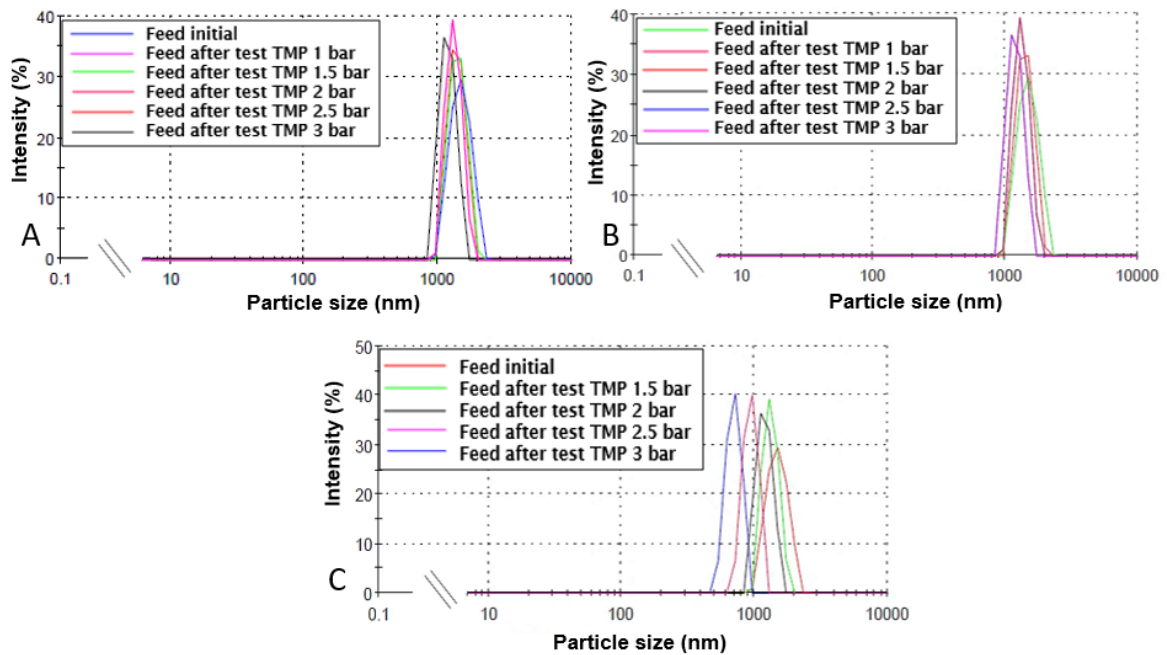 40
30
20
10
0
Intensity (%)
Feed initial
Feed after test TMP 1 bar
Feed after test TMP 1.5 bar
Feed after test TMP 2 bar
Feed after test TMP 2.5 bar
Feed after test TMP 3 bar
A
0.1
10
100
1000
10000
Particle size (nm)
40
30
20
10
0
Intensity (%)
Feed initial
Feed after test TMP 1 bar
Feed after test TMP 1.5 bar
Feed after test TMP 2 bar
Feed after test TMP 2.5 bar
Feed after test TMP 3 bar
B
0.1
10
100
1000
10000
Particle size (nm)
50
40
30
20
10
0
Intensity (%)
Feed initial
Feed after test TMP 1.5 bar
Feed after test TMP 2 bar
Feed after test TMP 2.5 bar
Feed after test TMP 3 bar
C
0.1
10
100
1000
10000
Particle size (nm)